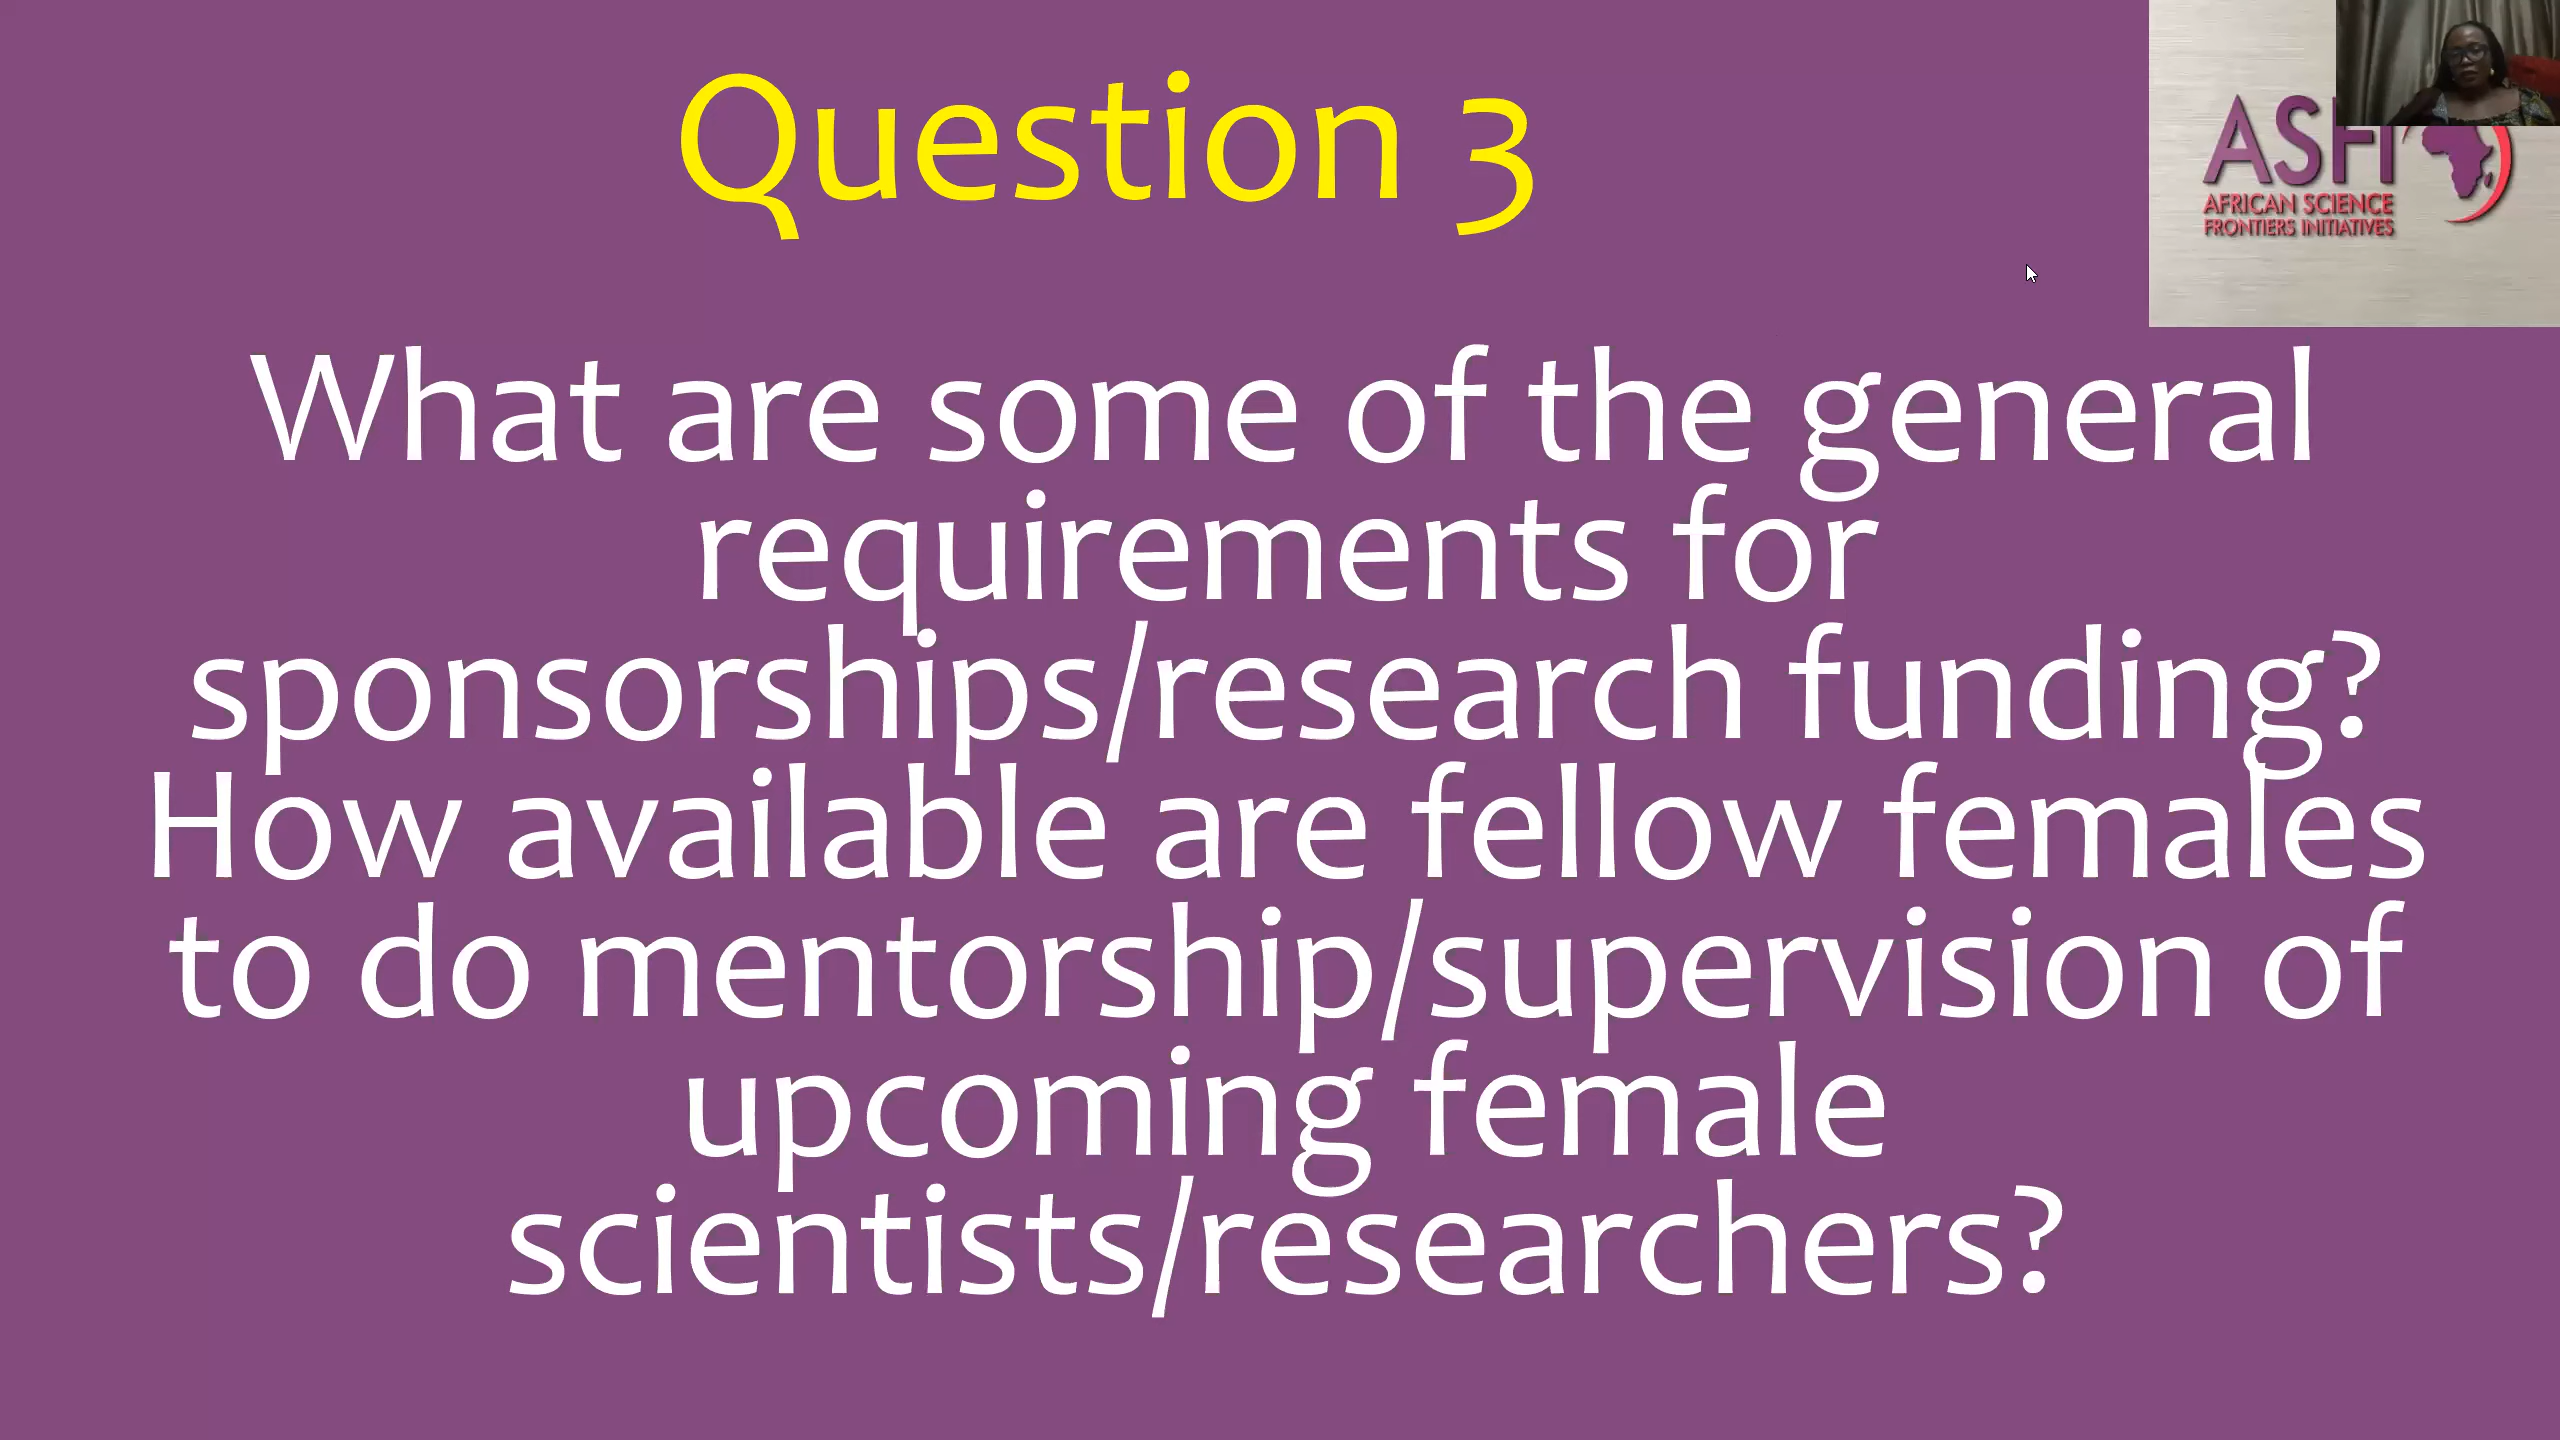 Question 3
What are some of the general
requirements for
sponsorships/research funding?
How available are fellow females
to do mentorship/supervision of
upcoming female
scientists/researchers?
ASFI
AFRICAN SCIENCE
FRONTIERS INITIATIVES